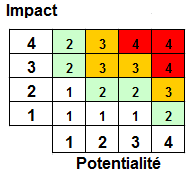 Impact
4 2 3 4 4
3 2 3 3 4
2 1 2 2 3
1 1 1 1 2
1 2 3 4
Potentialité